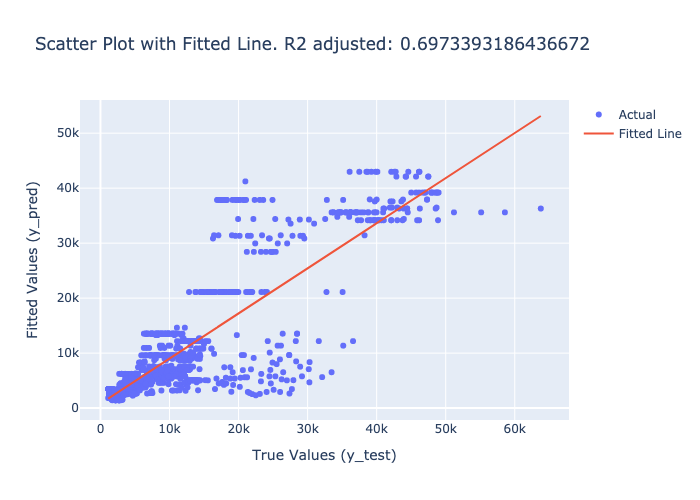 Scatter Plot with Fitted Line. R2 adjusted: 0.6973393186436672
Actual
Fitted Line
50k
40k
30k
20k
10k
0
Fitted Values (y_pred)
0
10k
20k
30k
40k
50k
60k
True Values (y_test)